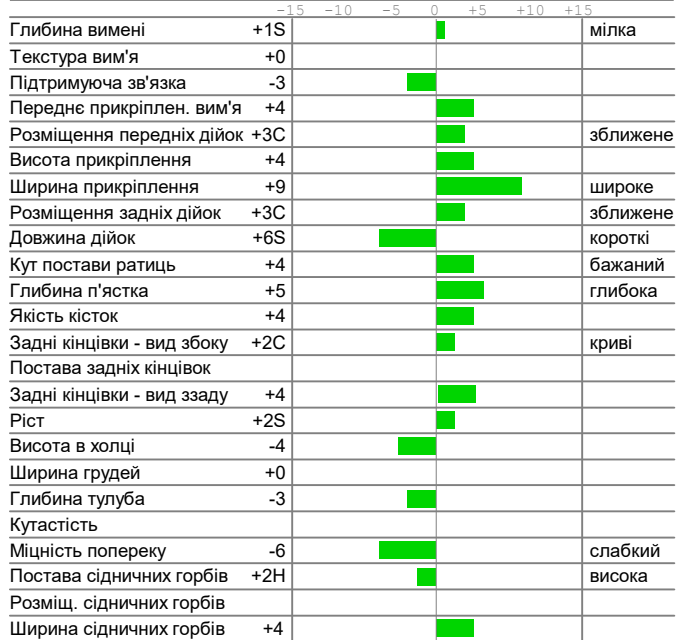 -15 -10 -5 0 +5 +10 +15
Глибина вимені +1S мілка
Текстура вим'я +0
Підтримуюча зв'язка -3
Переднє прикріплен. вим'я +4
Розміщення передніх дійок +3C зближене
Висота прикріплення +4
Ширина прикріплення +9 широке
Розміщення задніх дійок +3C зближене
Довжина дійок +6S короткі
Кут постави ратиць +4 бажаний
Глибина п'ястка +5 глибока
Якість кісток +4
Задні кінцівки - вид збоку +2C криві
Постава задніх кінцівок
Задні кінцівки - вид ззаду +4
Ріст +2S
Висота в холці -4
Ширина грудей +0
Глибина тулуба -3
Кутастість
Міцність попереку -6 слабкий
Постава сідничних горбів +2H висока
Розміщ. сідничних горбів
Ширина сідничних горбів +4